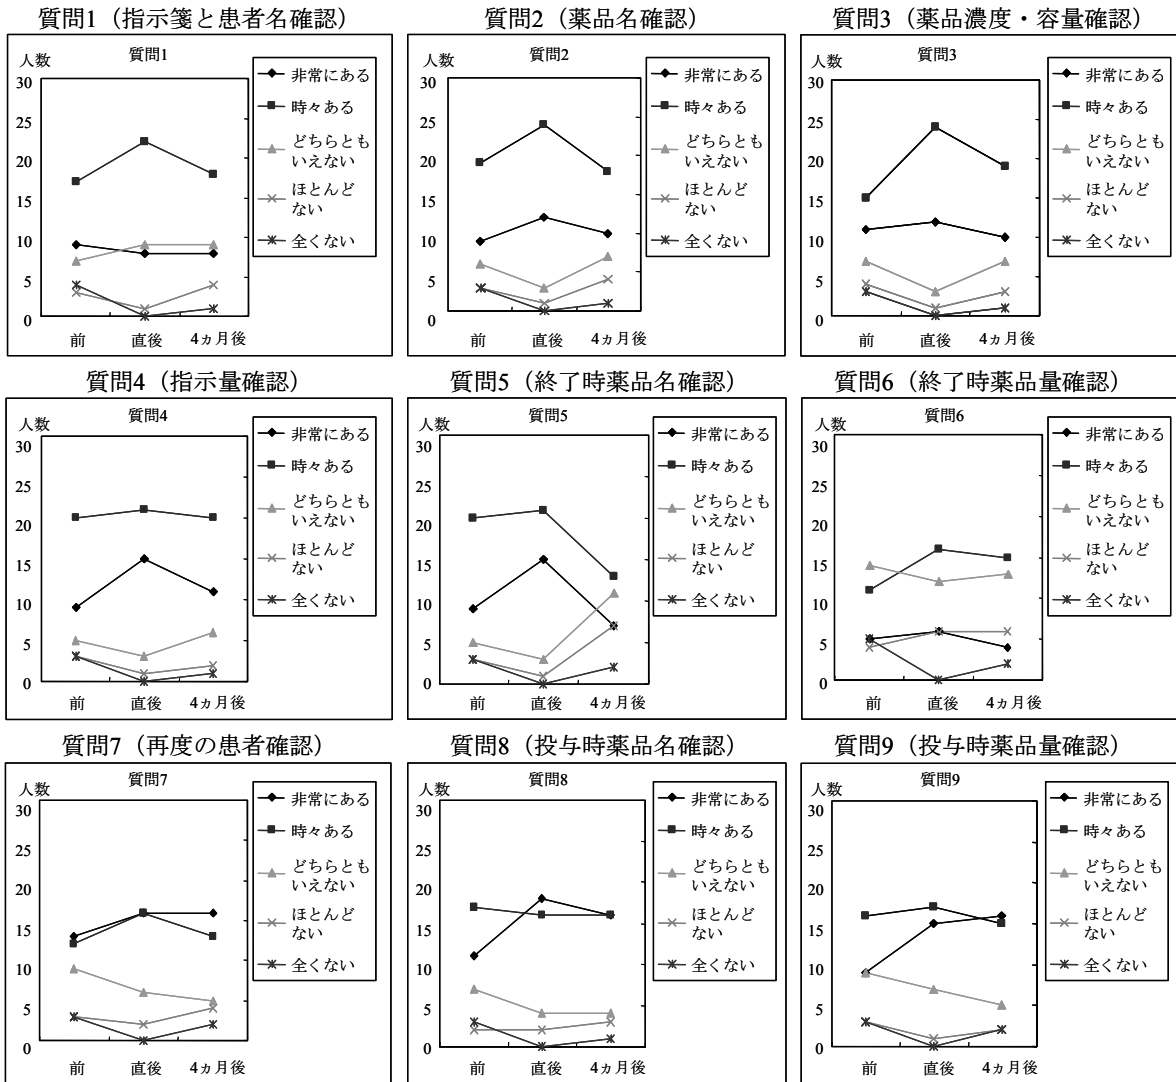 質問1（指示箋と患者名確認）
人数
質問1
30
25
20
15
10
5
0
前
直後
4ヵ月後
非常にある
時々ある
どちらとも
いえない
ほとんど
ない
全くない
質問2（薬品名確認）
人数
質問2
30
25
20
15
10
5
0
前
直後
4ヵ月後
非常にある
時々ある
どちらとも
いえない
ほとんど
ない
全くない
質問3（薬品濃度・容量確認）
人数
質問3
30
25
20
15
10
5
0
前
直後
4ヵ月後
非常にある
時々ある
どちらとも
いえない
ほとんど
ない
全くない
質問4（指示量確認）
人数
質問4
30
25
20
15
10
5
0
前
直後
4ヵ月後
非常にある
時々ある
どちらとも
いえない
ほとんど
ない
全くない
質問5（終了時薬品名確認）
人数
質問5
30
25
20
15
10
5
0
前
直後
4ヵ月後
非常にある
時々ある
どちらとも
いえない
ほとんど
ない
全くない
質問6（終了時薬品量確認）
人数
質問6
30
25
20
15
10
5
0
前
直後
4ヵ月後
非常にある
時々ある
どちらとも
いえない
ほとんど
ない
全くない
質問7（再度の患者確認）
人数
質問7
30
25
20
15
10
5
0
前
直後
4ヵ月後
非常にある
時々ある
どちらとも
いえない
ほとんど
ない
全くない
質問8（投与時薬品名確認）
人数
質問8
30
25
20
15
10
5
0
前
直後
4ヵ月後
非常にある
時々ある
どちらとも
いえない
ほとんど
ない
全くない
質問9（投与時薬品量確認）
人数
質問9
30
25
20
15
10
5
0
前
直後
4ヵ月後
非常にある
時々ある
どちらとも
いえない
ほとんど
ない
全くない